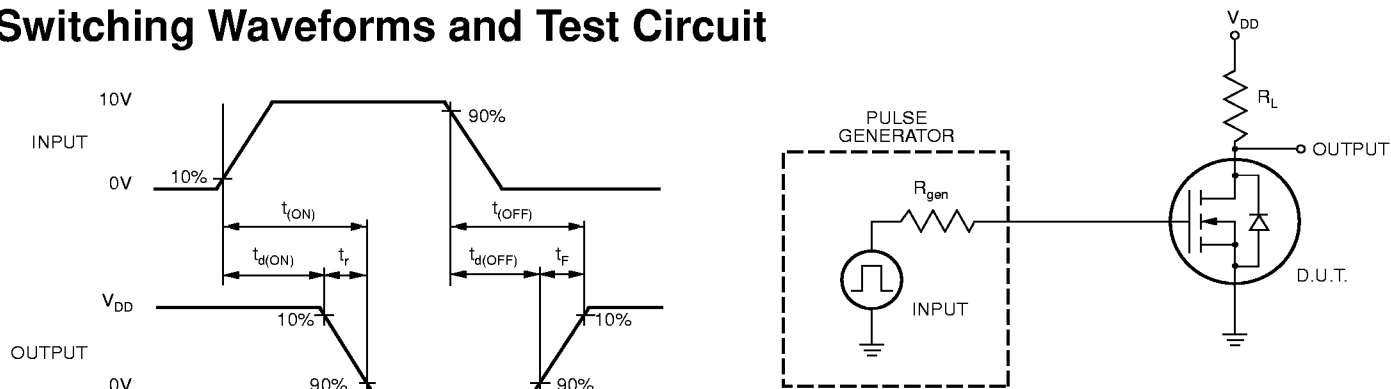 Switching Waveforms and Test Circuit
10V
INPUT
0V
10%
90%
t(ON)
t(OFF)
td(ON)
tr
td(OFF)
tF
VDD
10%
10%
OUTPUT
0V
90%
90%
VDD
RL
PULSE
GENERATOR
OUTPUT
Rgen
INPUT
D.U.T.